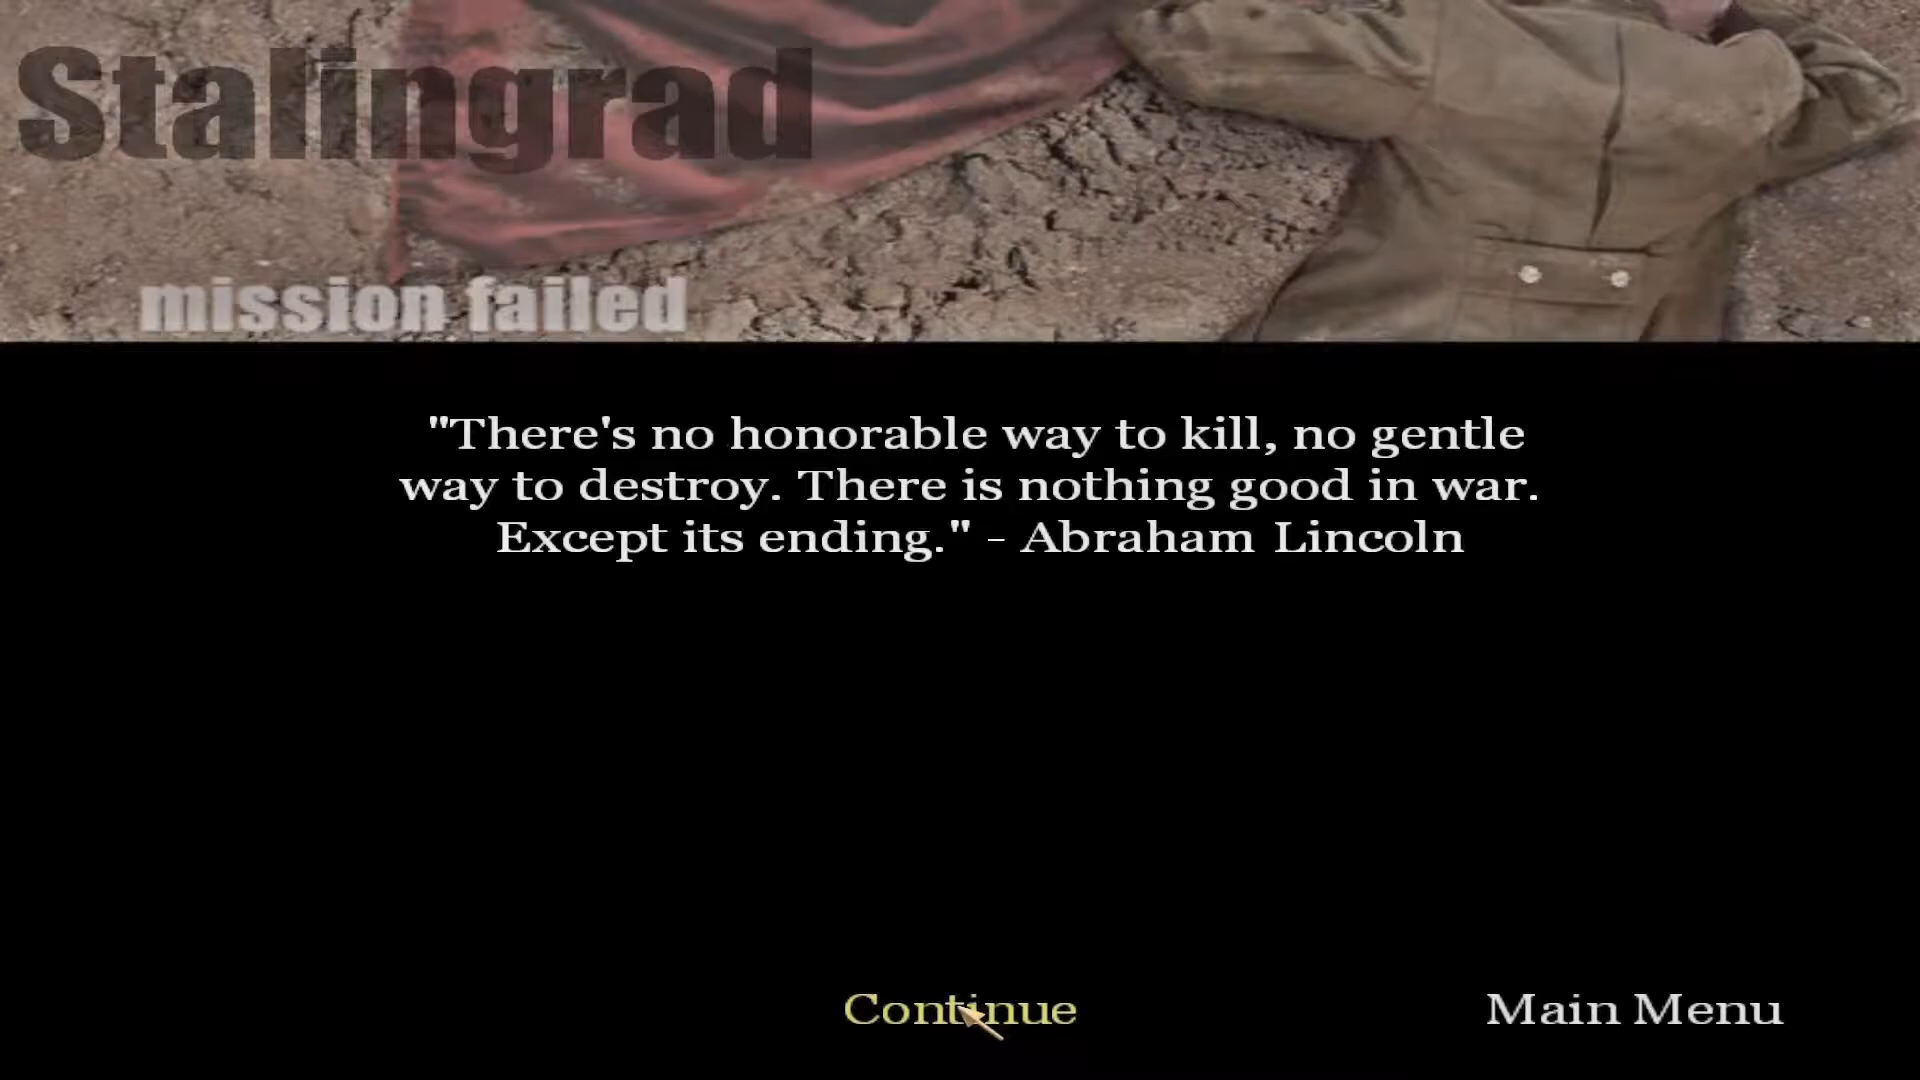 Stalingrad
mission failed
"There's no honorable way to kill, no gentle
way to destroy. There is nothing good in war.
Except its ending." - Abraham Lincoln
Continue
Main Menu